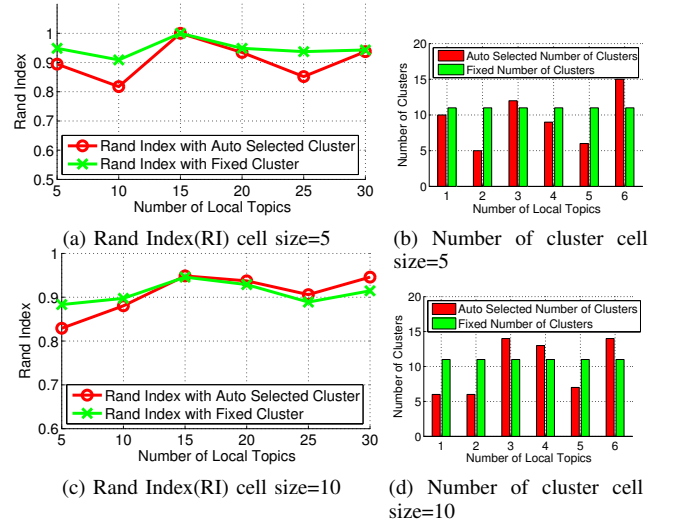 1
0.9
0.8
0.7
0.6
0.5
Rand Index
Rand Index with Auto Selected Cluster
Rand Index with Fixed Cluster
5 10 15 20 25 30
Number of Local Topics
(a) Rand Index(RI) cell size=5
20
15
10
5
0
Number of Clusters
Auto Selected Number of Clusters
Fixed Number of Clusters
1 2 3 4 5 6
Number of Local Topics
(b) Number of cluster cell
size=5
1
0.9
0.8
0.7
0.6
Rand Index
Rand Index with Auto Selected Cluster
Rand Index with Fixed Cluster
5 10 15 20 25 30
Number of Local Topics
(c) Rand Index(RI) cell size=10
20
15
10
5
0
Number of Clusters
Auto Selected Number of Clusters
Fixed Number of Clusters
1 2 3 4 5 6
Number of Local Topics
(d) Number of cluster cell
size=10